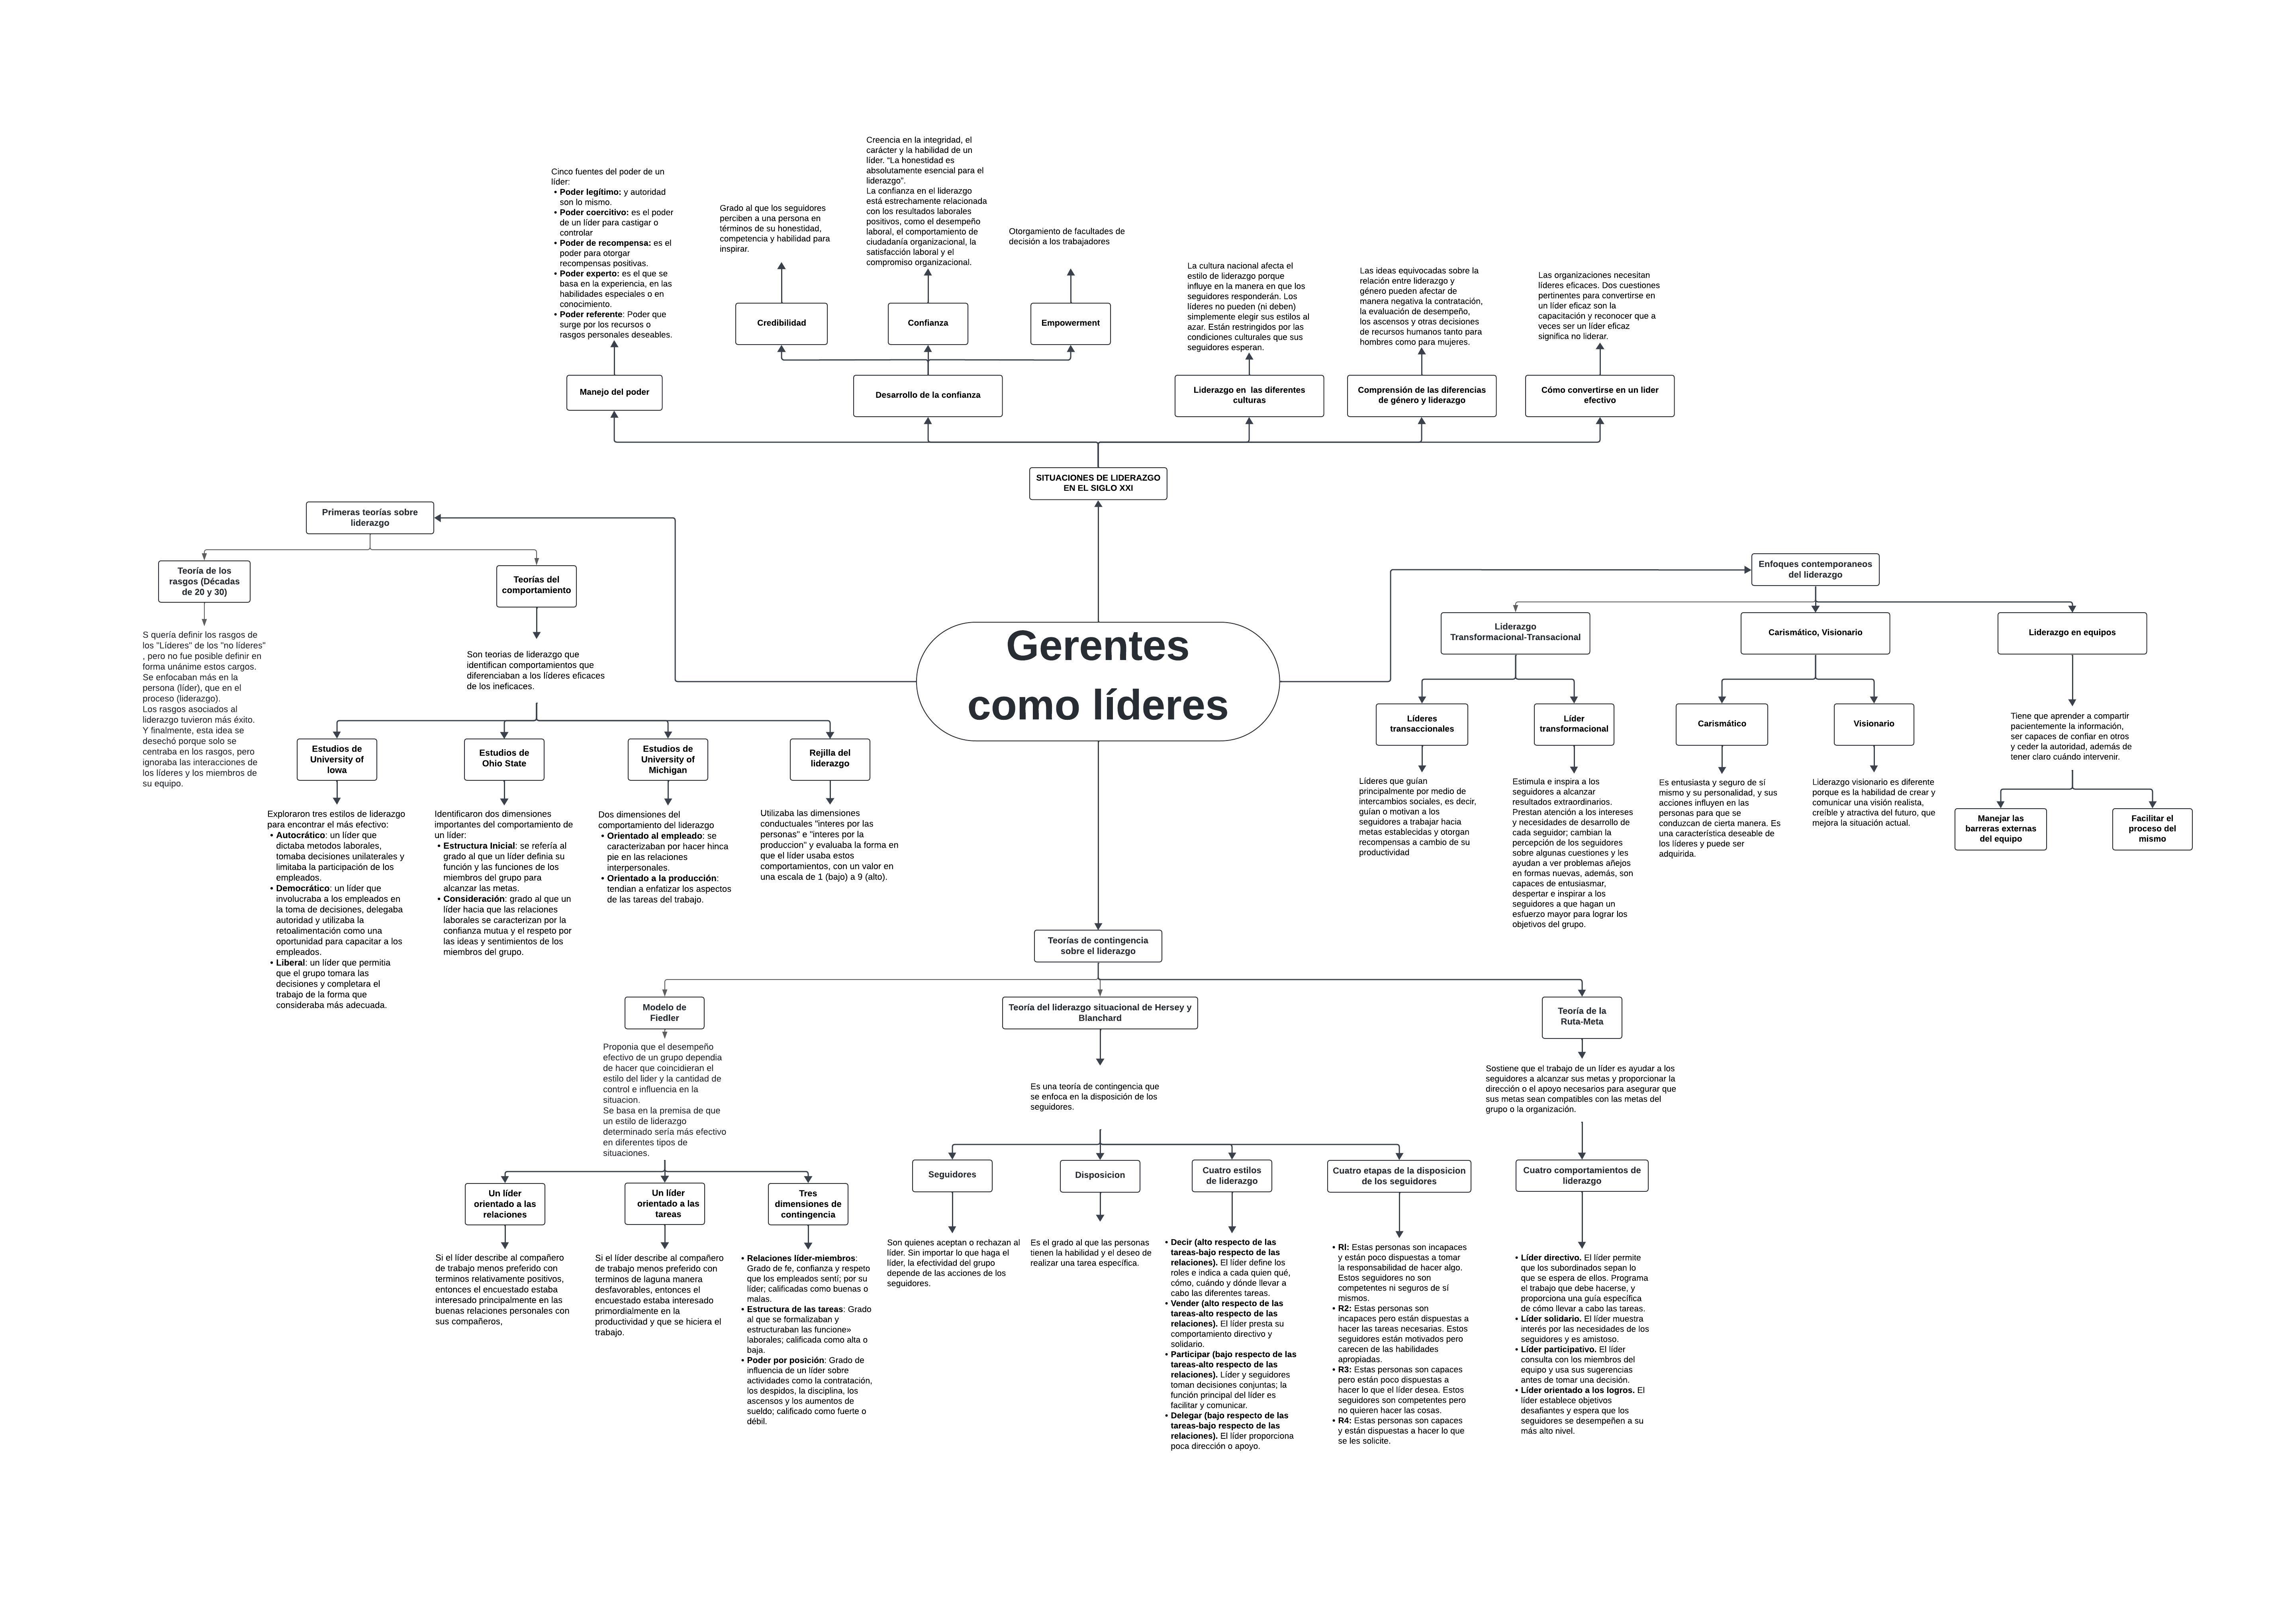 Cinco fuentes del poder de un
líder:
• Poder legítimo: y autoridad
son lo mismo.
• Poder coercitivo: es el poder
de un líder para castigar o
controlar
• Poder de recompensa: es el
poder para otorgar
recompensas positivas.
• Poder experto: es el que se
basa en la experiencia, en las
habilidades especiales o en
conocimiento.
• Poder referente: Poder que
surge por los recursos o
rasgos personales deseables.
Grado al que los seguidores
perciben a una persona en
términos de su honestidad,
competencia y habilidad para
inspirar.
Creencia en la integridad, el
carácter y la habilidad de un
líder. "La honestidad es
absolutamente esencial para el
liderazgo".
La confianza en el liderazgo
está estrechamente relacionada
con los resultados laborales
positivos, como el desempeño
laboral, el comportamiento de
ciudadanía organizacional, la
satisfacción laboral y el
compromiso organizacional.
Otorgamiento de facultades de
decisión a los trabajadores
La cultura nacional afecta el
estilo de liderazgo porque
influye en la manera en que los
seguidores responderán. Los
líderes no pueden (ni deben)
simplemente elegir sus estilos al
azar. Están restringidos por las
condiciones culturales que sus
seguidores esperan.
Las ideas equivocadas sobre la
relación entre liderazgo y
género pueden afectar de
manera negativa la contratación,
la evaluación de desempeño,
los ascensos y otras decisiones
de recursos humanos tanto para
hombres como para mujeres.
Las organizaciones necesitan
líderes eficaces. Dos cuestiones
pertinentes para convertirse en
un líder eficaz son la
capacitación y reconocer que a
veces ser un líder eficaz
significa no liderar.
Credibilidad
Confianza
Empowerment
Manejo del poder
Desarrollo de la confianza
Liderazgo en las diferentes
culturas
Comprensión de las diferencias
de género y liderazgo
Cómo convertirse en un lider
efectivo
SITUACIONES DE LIDERAZGO
EN EL SIGLO XXI
Primeras teorías sobre
liderazgo
Teoría de los
rasgos (Décadas
de 20 y 30)
Teorías del
comportamiento
S quería definir los rasgos de
los "Líderes" de los "no líderes"
, pero no fue posible definir en
forma unánime estos cargos.
Se enfocaban más en la
persona (líder), que en el
proceso (liderazgo).
Los rasgos asociados al
liderazgo tuvieron más éxito.
Y finalmente, esta idea se
desechó porque solo se
centraba en los rasgos, pero
ignoraba las interacciones de
los líderes y los miembros de
su equipo.
Son teorias de liderazgo que
identifican comportamientos que
diferenciaban a los líderes eficaces
de los ineficaces.
Estudios de
University of
Iowa
Estudios de
Ohio State
Estudios de
University of
Michigan
Rejilla del
liderazgo
Exploraron tres estilos de liderazgo
para encontrar el más efectivo:
• Autocrático: un líder que
dictaba metodos laborales,
tomaba decisiones unilaterales y
limitaba la participación de los
empleados.
• Democrático: un líder que
involucraba a los empleados en
la toma de decisiones, delegaba
autoridad y utilizaba la
retoalimentación como una
oportunidad para capacitar a los
empleados.
• Liberal: un líder que permitia
que el grupo tomara las
decisiones y completara el
trabajo de la forma que
consideraba más adecuada.
Identificaron dos dimensiones
importantes del comportamiento de
un líder:
• Estructura Inicial: se refería al
grado al que un líder definia su
función y las funciones de los
miembros del grupo para
alcanzar las metas.
• Consideración: grado al que un
líder hacia que las relaciones
laborales se caracterizan por la
confianza mutua y el respeto por
las ideas y sentimientos de los
miembros del grupo.
Dos dimensiones del
comportamiento del liderazgo
• Orientado al empleado: se
caracterizaban por hacer hinca
pie en las relaciones
interpersonales.
• Orientado a la producción:
tendian a enfatizar los aspectos
de las tareas del trabajo.
Utilizaba las dimensiones
conductuales "interes por las
personas" e "interes por la
produccion" y evaluaba la forma en
que el líder usaba estos
comportamientos, con un valor en
una escala de 1 (bajo) a 9 (alto).
Gerentes
como líderes
Enfoques contemporaneos
del liderazgo
Liderazgo
Transformacional-Transacional
Carismático, Visionario
Liderazgo en equipos
Líderes
transaccionales
Líder
transformacional
Carismático
Visionario
Tiene que aprender a compartir
pacientemente la información,
ser capaces de confiar en otros
y ceder la autoridad, además de
tener claro cuándo intervenir.
Líderes que guían
principalmente por medio de
intercambios sociales, es decir,
guían o motivan a los
seguidores a trabajar hacia
metas establecidas y otorgan
recompensas a cambio de su
productividad
Estimula e inspira a los
seguidores a alcanzar
resultados extraordinarios.
Prestan atención a los intereses
y necesidades de desarrollo de
cada seguidor; cambian la
percepción de los seguidores
sobre algunas cuestiones y les
ayudan a ver problemas añejos
en formas nuevas, además, son
capaces de entusiasmar,
despertar e inspirar a los
seguidores a que hagan un
esfuerzo mayor para lograr los
objetivos del grupo.
Es entusiasta y seguro de sí
mismo y su personalidad, y sus
acciones influyen en las
personas para que se
conduzcan de cierta manera. Es
una característica deseable de
los líderes y puede ser
adquirida.
Liderazgo visionario es diferente
porque es la habilidad de crear y
comunicar una visión realista,
creíble y atractiva del futuro, que
mejora la situación actual.
Manejar las
barreras externas
del equipo
Facilitar el
proceso del
mismo
Teorías de contingencia
sobre el liderazgo
Modelo de
Fiedler
Teoría del liderazgo situacional de Hersey y
Blanchard
Teoría de la
Ruta-Meta
Proponia que el desempeño
efectivo de un grupo dependia
de hacer que coincidieran el
estilo del lider y la cantidad de
control e influencia en la
situacion.
Se basa en la premisa de que
un estilo de liderazgo
determinado sería más efectivo
en diferentes tipos de
situaciones.
Es una teoría de contingencia que
se enfoca en la disposición de los
seguidores.
Sostiene que el trabajo de un líder es ayudar a los
seguidores a alcanzar sus metas y proporcionar la
dirección o el apoyo necesarios para asegurar que
sus metas sean compatibles con las metas del
grupo o la organización.
Un líder
orientado a las
relaciones
Un líder
orientado a las
tareas
Tres
dimensiones de
contingencia
Seguidores
Disposicion
Cuatro estilos
de liderazgo
Cuatro etapas de la disposicion
de los seguidores
Cuatro comportamientos de
liderazgo
Si el líder describe al compañero
de trabajo menos preferido con
terminos relativamente positivos,
entonces el encuestado estaba
interesado principalmente en las
buenas relaciones personales con
sus compañeros,
Si el líder describe al compañero
de trabajo menos preferido con
terminos de laguna manera
desfavorables, entonces el
encuestado estaba interesado
primordialmente en la
productividad y que se hiciera el
trabajo.
• Relaciones líder-miembros:
Grado de fe, confianza y respeto
que los empleados sentí; por su
líder; calificadas como buenas o
malas.
• Estructura de las tareas: Grado
al que se formalizaban y
estructuraban las funcione»
laborales; calificada como alta o
baja.
• Poder por posición: Grado de
influencia de un líder sobre
actividades como la contratación,
los despidos, la disciplina, los
ascensos y los aumentos de
sueldo; calificado como fuerte o
débil.
Son quienes aceptan o rechazan al
líder. Sin importar lo que haga el
líder, la efectividad del grupo
depende de las acciones de los
seguidores.
Es el grado al que las personas
tienen la habilidad y el deseo de
realizar una tarea específica.
• Decir (alto respecto de las
tareas-bajo respecto de las
relaciones). El líder define los
roles e indica a cada quien qué,
cómo, cuándo y dónde llevar a
cabo las diferentes tareas.
• Vender (alto respecto de las
tareas-alto respecto de las
relaciones). El líder presta su
comportamiento directivo y
solidario.
• Participar (bajo respecto de las
tareas-alto respecto de las
relaciones). Líder y seguidores
toman decisiones conjuntas; la
función principal del líder es
facilitar y comunicar.
• Delegar (bajo respecto de las
tareas-bajo respecto de las
relaciones). El líder proporciona
poca dirección o apoyo.
• RI: Estas personas son incapaces
y están poco dispuestas a tomar
la responsabilidad de hacer algo.
Estos seguidores no son
competentes ni seguros de sí
mismos.
• R2: Estas personas son
incapaces pero están dispuestas a
hacer las tareas necesarias. Estos
seguidores están motivados pero
carecen de las habilidades
apropiadas.
• R3: Estas personas son capaces
pero están poco dispuestas a
hacer lo que el líder desea. Estos
seguidores son competentes pero
no quieren hacer las cosas.
• R4: Estas personas son capaces
y están dispuestas a hacer lo que
se les solicite.
• Líder directivo. El líder permite
que los subordinados sepan lo
que se espera de ellos. Programa
el trabajo que debe hacerse, y
proporciona una guía específica
de cómo llevar a cabo las tareas.
• Líder solidario. El líder muestra
interés por las necesidades de los
seguidores y es amistoso.
• Líder participativo. El líder
consulta con los miembros del
equipo y usa sus sugerencias
antes de tomar una decisión.
• Líder orientado a los logros. El
líder establece objetivos
desafiantes y espera que los
seguidores se desempeñen a su
más alto nivel.